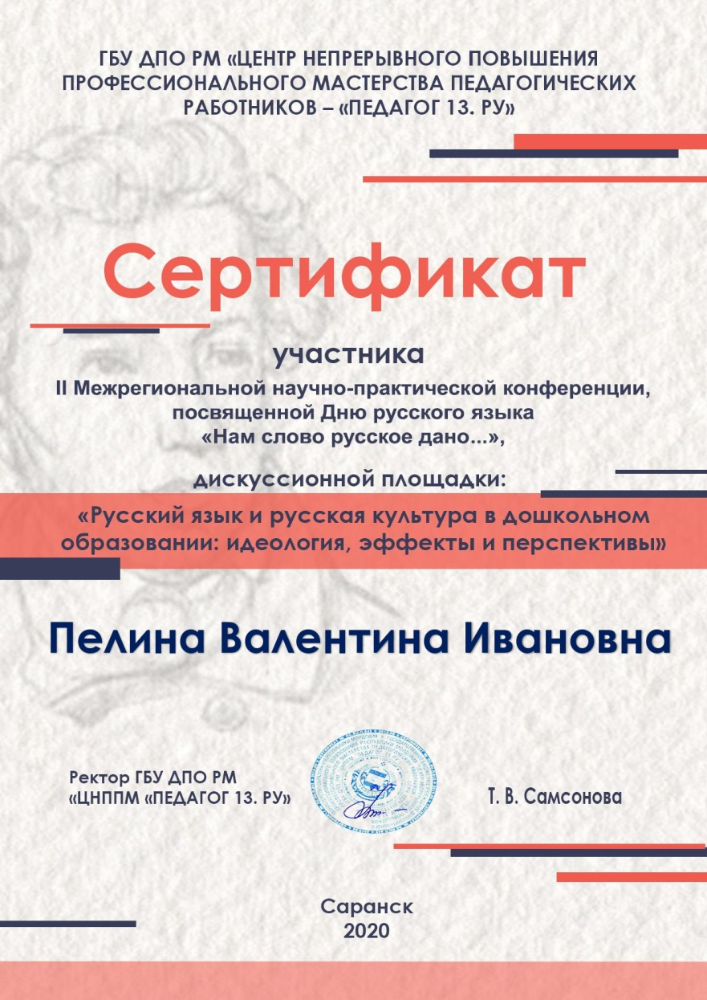 ГБУ ДПО РМ «ЦЕНТР НЕПРЕРЫВНОГО ПОВЫШЕНИЯ
ПРОФЕССИОНАЛЬНОГО МАСТЕРСТВА ПЕДАГОГИЧЕСКИХ
РАБОТНИКОВ – «ПЕДАГОГ 13. РУ»
Сертификат
участника
II Межрегиональной научно-практической конференции,
посвященной Дню русского языка
«Нам слово русское дано...»,
дискуссионной площадки:
«Русский язык и русская культура в дошкольном
образовании: идеология, эффекты и перспективы»
Пелина Валентина Ивановна
Ректор ГБУ ДПО РМ
«ЦНППМ «ПЕДАГОГ 13. РУ»
Т. В. Самсонова
Саранск
2020